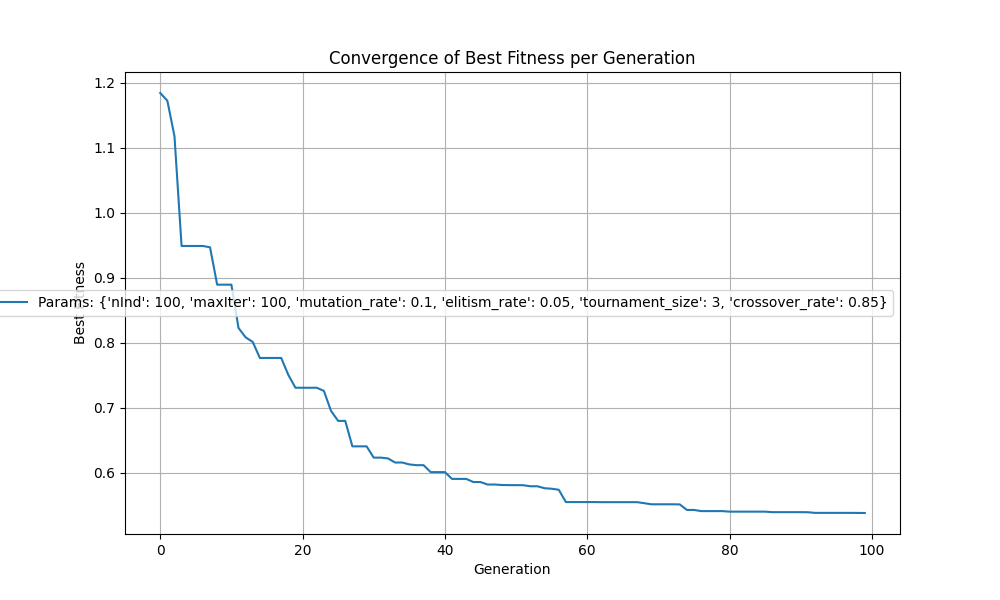 Convergence of Best Fitness per Generation
1.2
1.1
1.0
0.9
0.8
0.7
0.6
Best
Params: {'nInd': 100, 'maxIter': 100, 'mutation_rate': 0.1, 'elitism_rate': 0.05, 'tournament_size': 3, 'crossover_rate': 0.85}
0 20 40 60 80 100
Generation